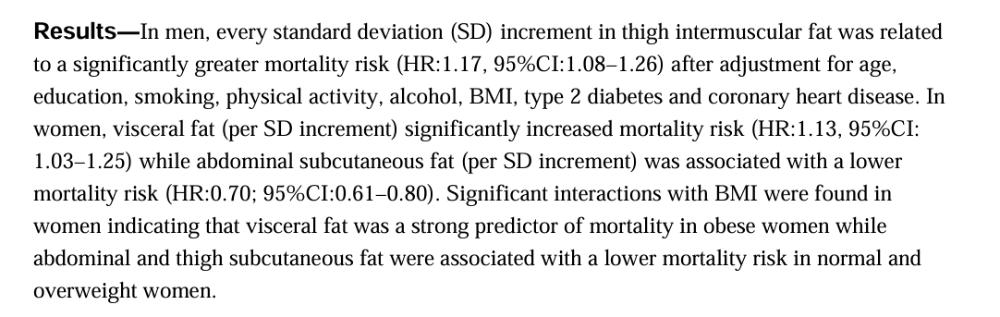 Results—In men, every standard deviation (SD) increment in thigh intermuscular fat was related
to a significantly greater mortality risk (HR:1.17, 95%CI:1.08–1.26) after adjustment for age,
education, smoking, physical activity, alcohol, BMI, type 2 diabetes and coronary heart disease. In
women, visceral fat (per SD increment) significantly increased mortality risk (HR:1.13, 95%CI:
1.03–1.25) while abdominal subcutaneous fat (per SD increment) was associated with a lower
mortality risk (HR:0.70; 95%CI:0.61–0.80). Significant interactions with BMI were found in
women indicating that visceral fat was a strong predictor of mortality in obese women while
abdominal and thigh subcutaneous fat were associated with a lower mortality risk in normal and
overweight women.